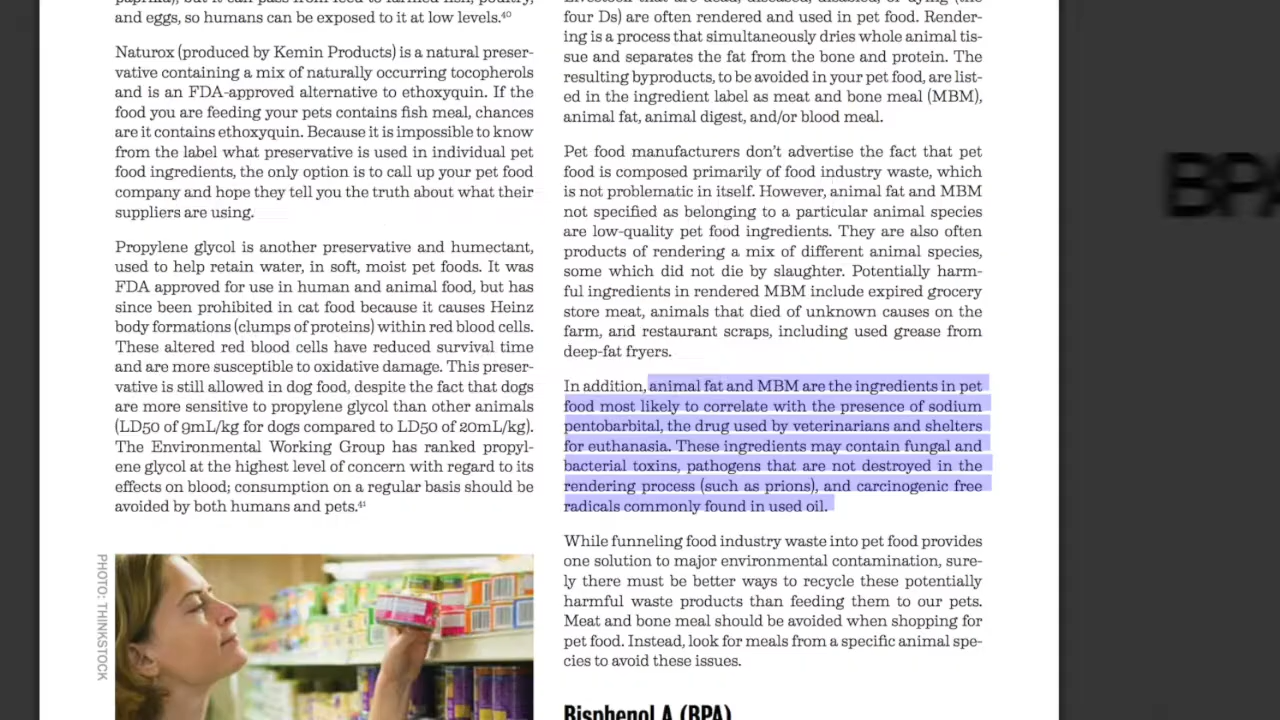 and eggs, so humans can be exposed to it at low levels.⁴⁰
Naturox (produced by Kemin Products) is a natural preser-
vative containing a mix of naturally occurring tocopherols
and is an FDA-approved alternative to ethoxyquin. If the
food you are feeding your pets contains fish meal, chances
are it contains ethoxyquin. Because it is impossible to know
from the label what preservative is used in individual pet
food ingredients, the only option is to call up your pet food
company and hope they tell you the truth about what their
suppliers are using.
Propylene glycol is another preservative and humectant,
used to help retain water, in soft, moist pet foods. It was
FDA approved for use in human and animal food, but has
since been prohibited in cat food because it causes Heinz
body formations (clumps of proteins) within red blood cells.
These altered red blood cells have reduced survival time
and are more susceptible to oxidative damage. This preser-
vative is still allowed in dog food, despite the fact that dogs
are more sensitive to propylene glycol than other animals
(LD50 of 9mL/kg for dogs compared to LD50 of 20mL/kg).
The Environmental Working Group has ranked propyl-
ene glycol at the highest level of concern with regard to its
effects on blood; consumption on a regular basis should be
avoided by both humans and pets.⁴¹
PHOTO: THINKSTOCK
four Ds) are often rendered and used in pet food. Render-
ing is a process that simultaneously dries whole animal tis-
sue and separates the fat from the bone and protein. The
resulting byproducts, to be avoided in your pet food, are list-
ed in the ingredient label as meat and bone meal (MBM),
animal fat, animal digest, and/or blood meal.
Pet food manufacturers don’t advertise the fact that pet
food is composed primarily of food industry waste, which
is not problematic in itself. However, animal fat and MBM
not specified as belonging to a particular animal species
are low-quality pet food ingredients. They are also often
products of rendering a mix of different animal species,
some which did not die by slaughter. Potentially harm-
ful ingredients in rendered MBM include expired grocery
store meat, animals that died of unknown causes on the
farm, and restaurant scraps, including used grease from
deep-fat fryers.
In addition, animal fat and MBM are the ingredients in pet
food most likely to correlate with the presence of sodium
pentobarbital, the drug used by veterinarians and shelters
for euthanasia. These ingredients may contain fungal and
bacterial toxins, pathogens that are not destroyed in the
rendering process (such as prions), and carcinogenic free
radicals commonly found in used oil.
While funneling food industry waste into pet food provides
one solution to major environmental contamination, sure-
ly there must be better ways to recycle these potentially
harmful waste products than feeding them to our pets.
Meat and bone meal should be avoided when shopping for
pet food. Instead, look for meals from a specific animal spe-
cies to avoid these issues.
Bisphenol A (BPA)
BPA